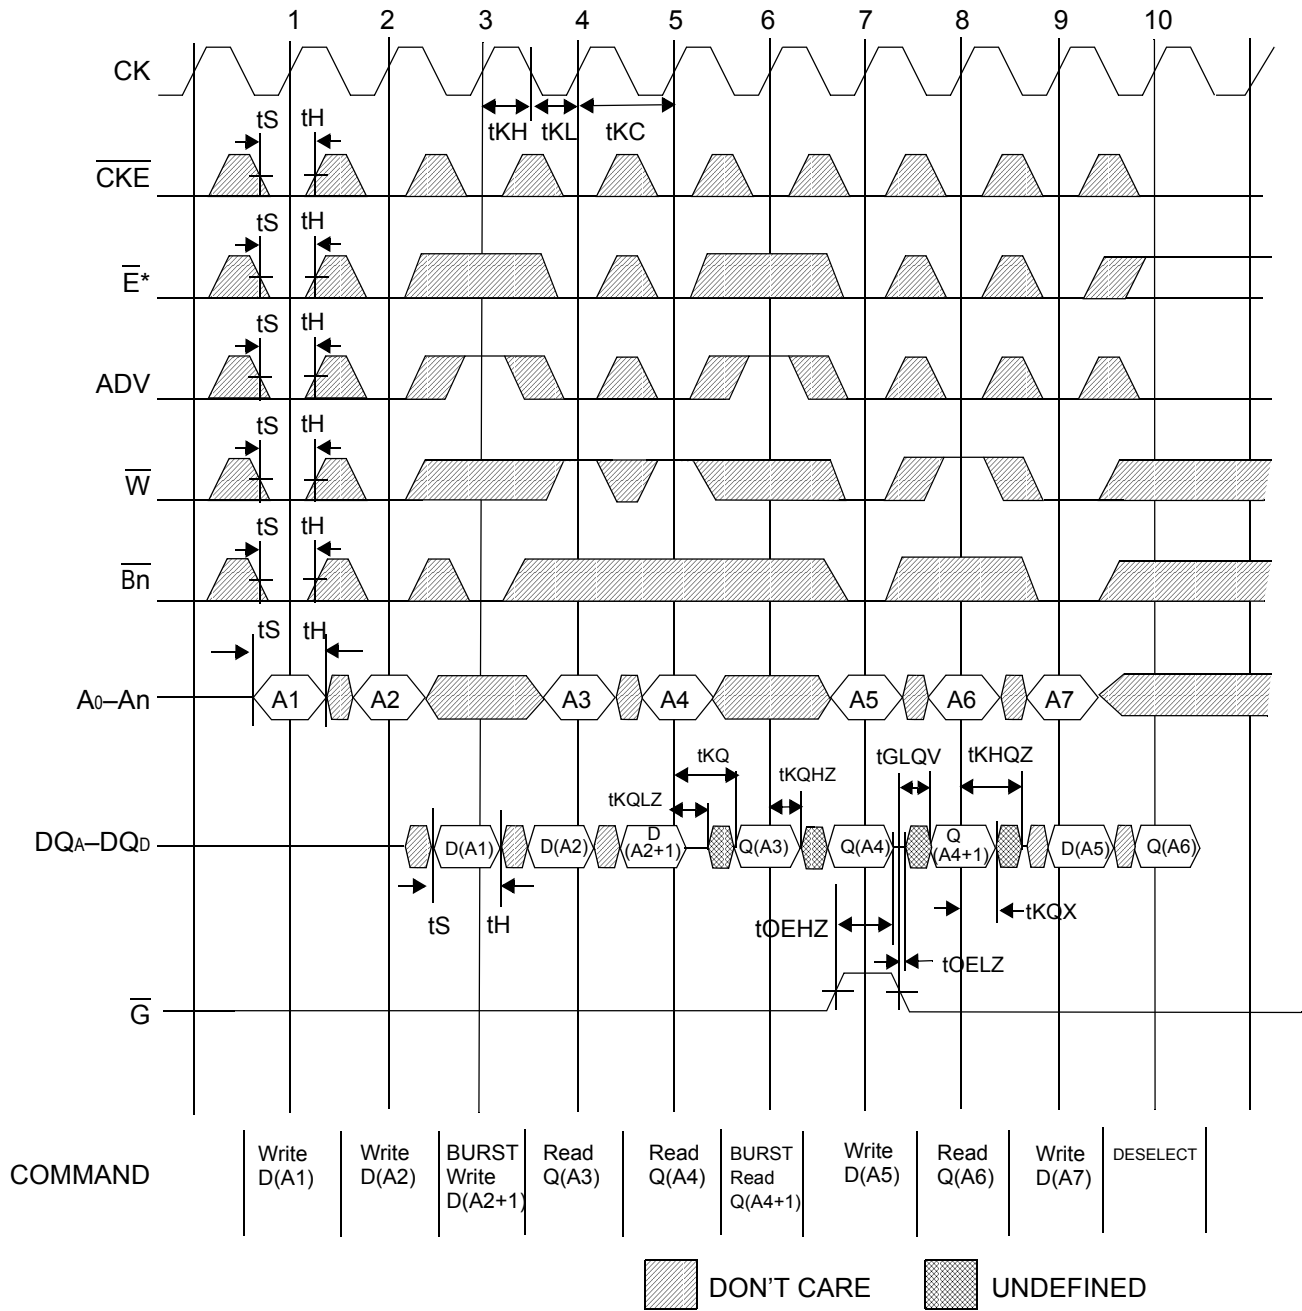 1 2 3 4 5 6 7 8 9 10
CK
tKH tKL tKC
tS tH
CKE
tS tH
E*
tS tH
ADV
tS tH
W
tS tH
Bn
tS tH
A0–An A1 A2 A3 A4 A5 A6 A7
tKQ tGLQV tKHQZ
tKQLZ tKQHZ
DQA–DQD D(A1) D(A2) D (A2+1) Q(A3) Q(A4) Q (A4+1) D(A5) Q(A6)
tS tH tOEHZ tKQX
tOELZ
G
COMMAND
Write
D(A1)
Write
D(A2)
BURST
Write
D(A2+1)
Read
Q(A3)
Read
Q(A4)
BURST
Read
Q(A4+1)
Write
D(A5)
Read
Q(A6)
Write
D(A7)
DESELECT
DON'T CARE UNDEFINED